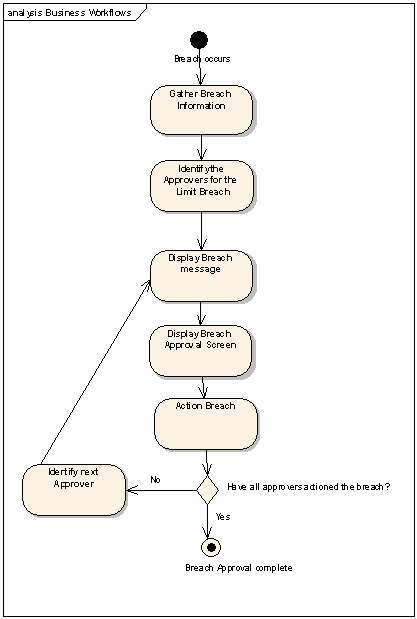 analysis Business Workflows
Breach occurs
Gather Breach
Information
Identify the
Approvers for the
Limit Breach
Display Breach
message
Display Breach
Approval Screen
Action Breach
Identify next
Approver
No
Have all approvers actioned the breach?
Yes
Breach Approval complete